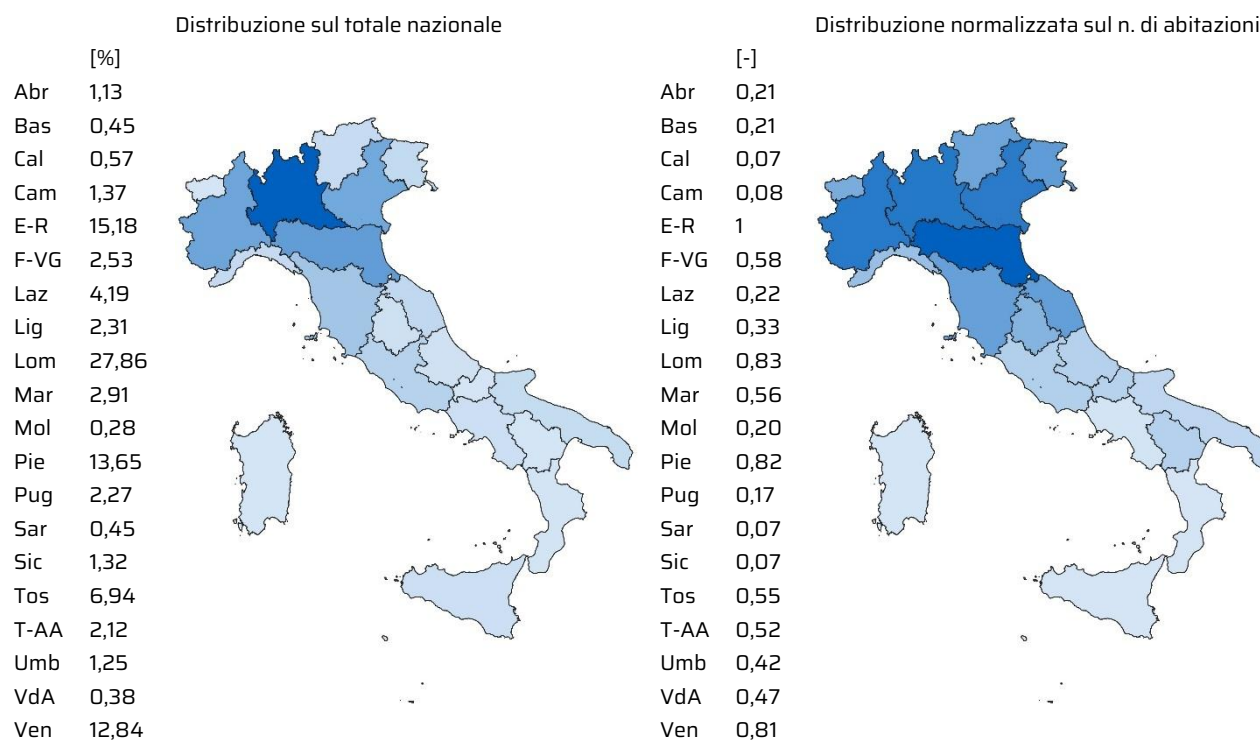 Distribuzione sul totale nazionale
[%]
Abr 1,13
Bas 0,45
Cal 0,57
Cam 1,37
E-R 15,18
F-VG 2,53
Laz 4,19
Lig 2,31
Lom 27,86
Mar 2,91
Mol 0,28
Pie 13,65
Pug 2,27
Sar 0,45
Sic 1,32
Tos 6,94
T-AA 2,12
Umb 1,25
VdA 0,38
Ven 12,84
Distribuzione normalizzata sul n. di abitazioni
[-]
Abr 0,21
Bas 0,21
Cal 0,07
Cam 0,08
E-R 1
F-VG 0,58
Laz 0,22
Lig 0,33
Lom 0,83
Mar 0,56
Mol 0,20
Pie 0,82
Pug 0,17
Sar 0,07
Sic 0,07
Tos 0,55
T-AA 0,52
Umb 0,42
VdA 0,47
Ven 0,81